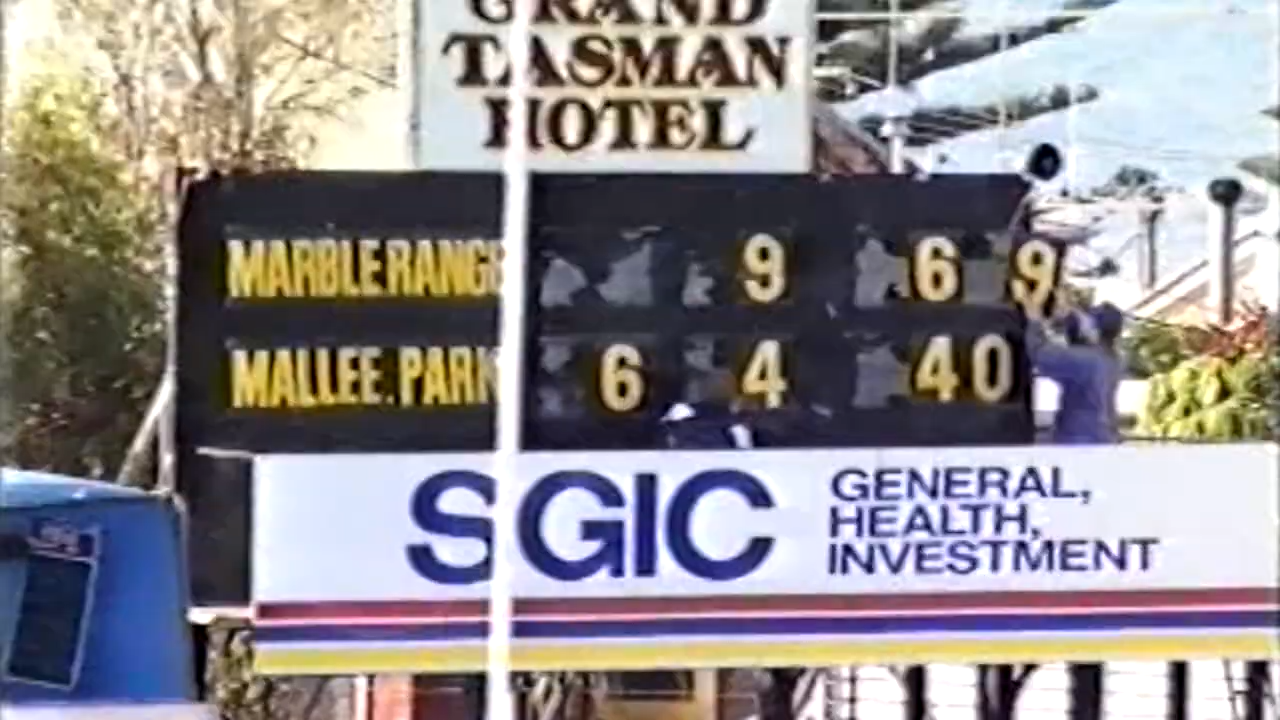 GRAND
TASMAN
HOTEL
MARBLE RANGE 9 6 9
MALLEE. PARK 6 4 40
SGIC
GENERAL,
HEALTH,
INVESTMENT